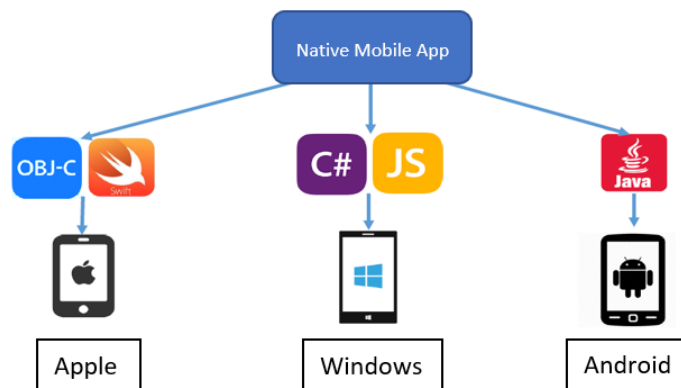 Native Mobile App
OBJ-C
Swift
C#
JS
Java
Apple
Windows
Android